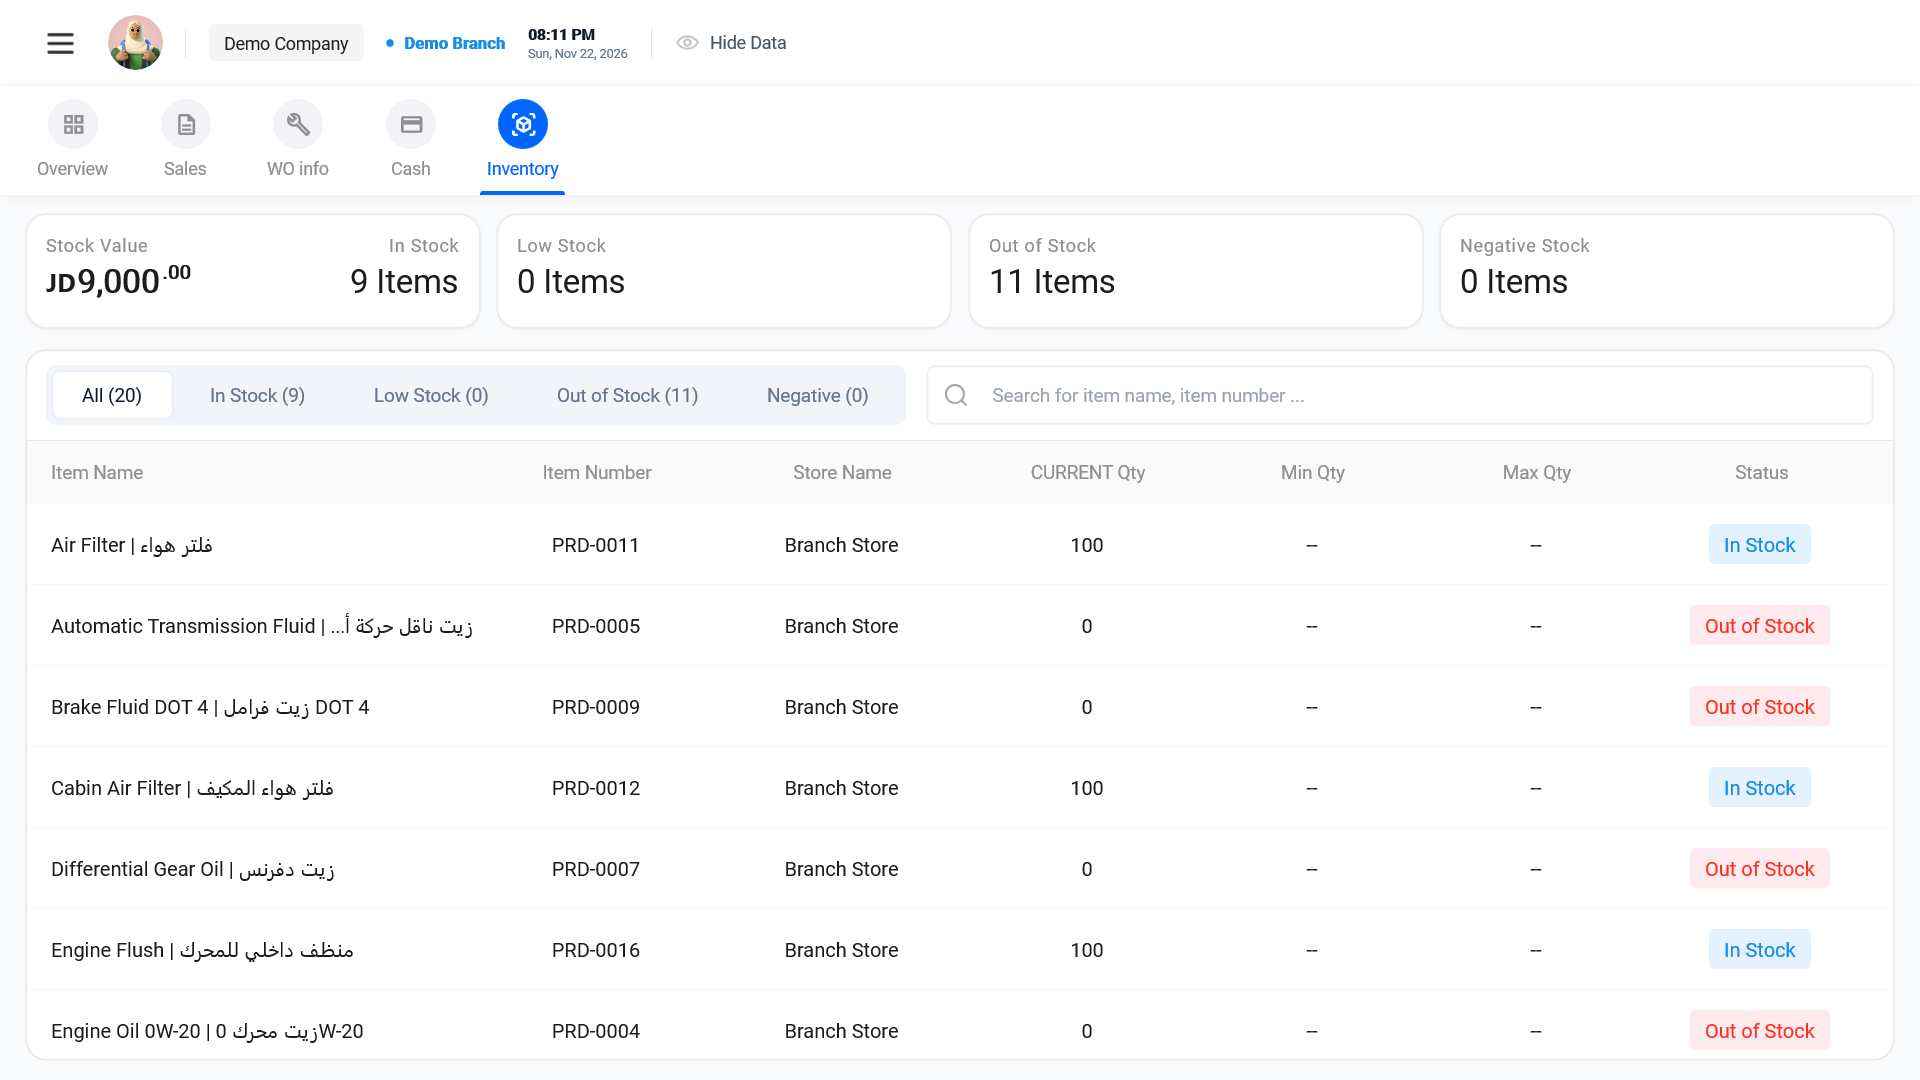 Demo Company
Demo Branch
08:11 PM
Sun, Nov 22, 2026
Hide Data
Overview
Sales
WO info
Cash
Inventory
Stock Value
In Stock
JD9,000.00
9 Items
Low Stock
0 Items
Out of Stock
11 Items
Negative Stock
0 Items
All (20)
In Stock (9)
Low Stock (0)
Out of Stock (11)
Negative (0)
Search for item name, item number ...
Item Name Item Number Store Name CURRENT Qty Min Qty Max Qty Status
Air Filter | فلتر هواء PRD-0011 Branch Store 100 -- -- In Stock
Automatic Transmission Fluid | زيت ناقل حركة أ... PRD-0005 Branch Store 0 -- -- Out of Stock
Brake Fluid DOT 4 | زيت فرامل DOT 4 PRD-0009 Branch Store 0 -- -- Out of Stock
Cabin Air Filter | فلتر هواء المكيف PRD-0012 Branch Store 100 -- -- In Stock
Differential Gear Oil | زيت دفرنس PRD-0007 Branch Store 0 -- -- Out of Stock
Engine Flush | منظف داخلي للمحرك PRD-0016 Branch Store 100 -- -- In Stock
Engine Oil 0W-20 | زيت محرك 0W-20 PRD-0004 Branch Store 0 -- -- Out of Stock